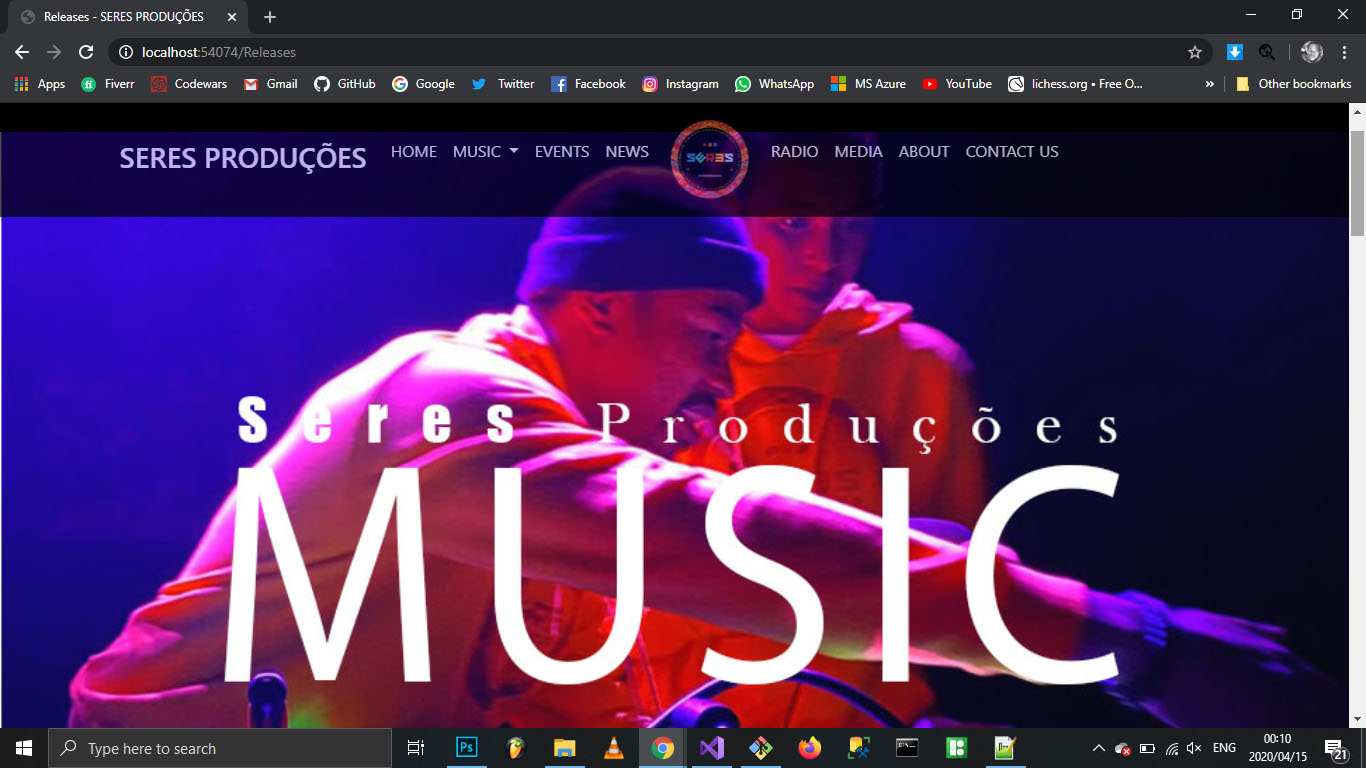 Releases - SERES PRODUÇÕES
localhost:54074/Releases
Apps Fiverr Codewars Gmail GitHub Google Twitter Facebook Instagram WhatsApp MS Azure YouTube lichess.org • Free O... » Other bookmarks
SERES PRODUÇÕES HOME MUSIC EVENTS NEWS SERES RADIO MEDIA ABOUT CONTACT US
Seres Produções
MUSIC
Type here to search
Ps
ENG
00:10
2020/04/15
21